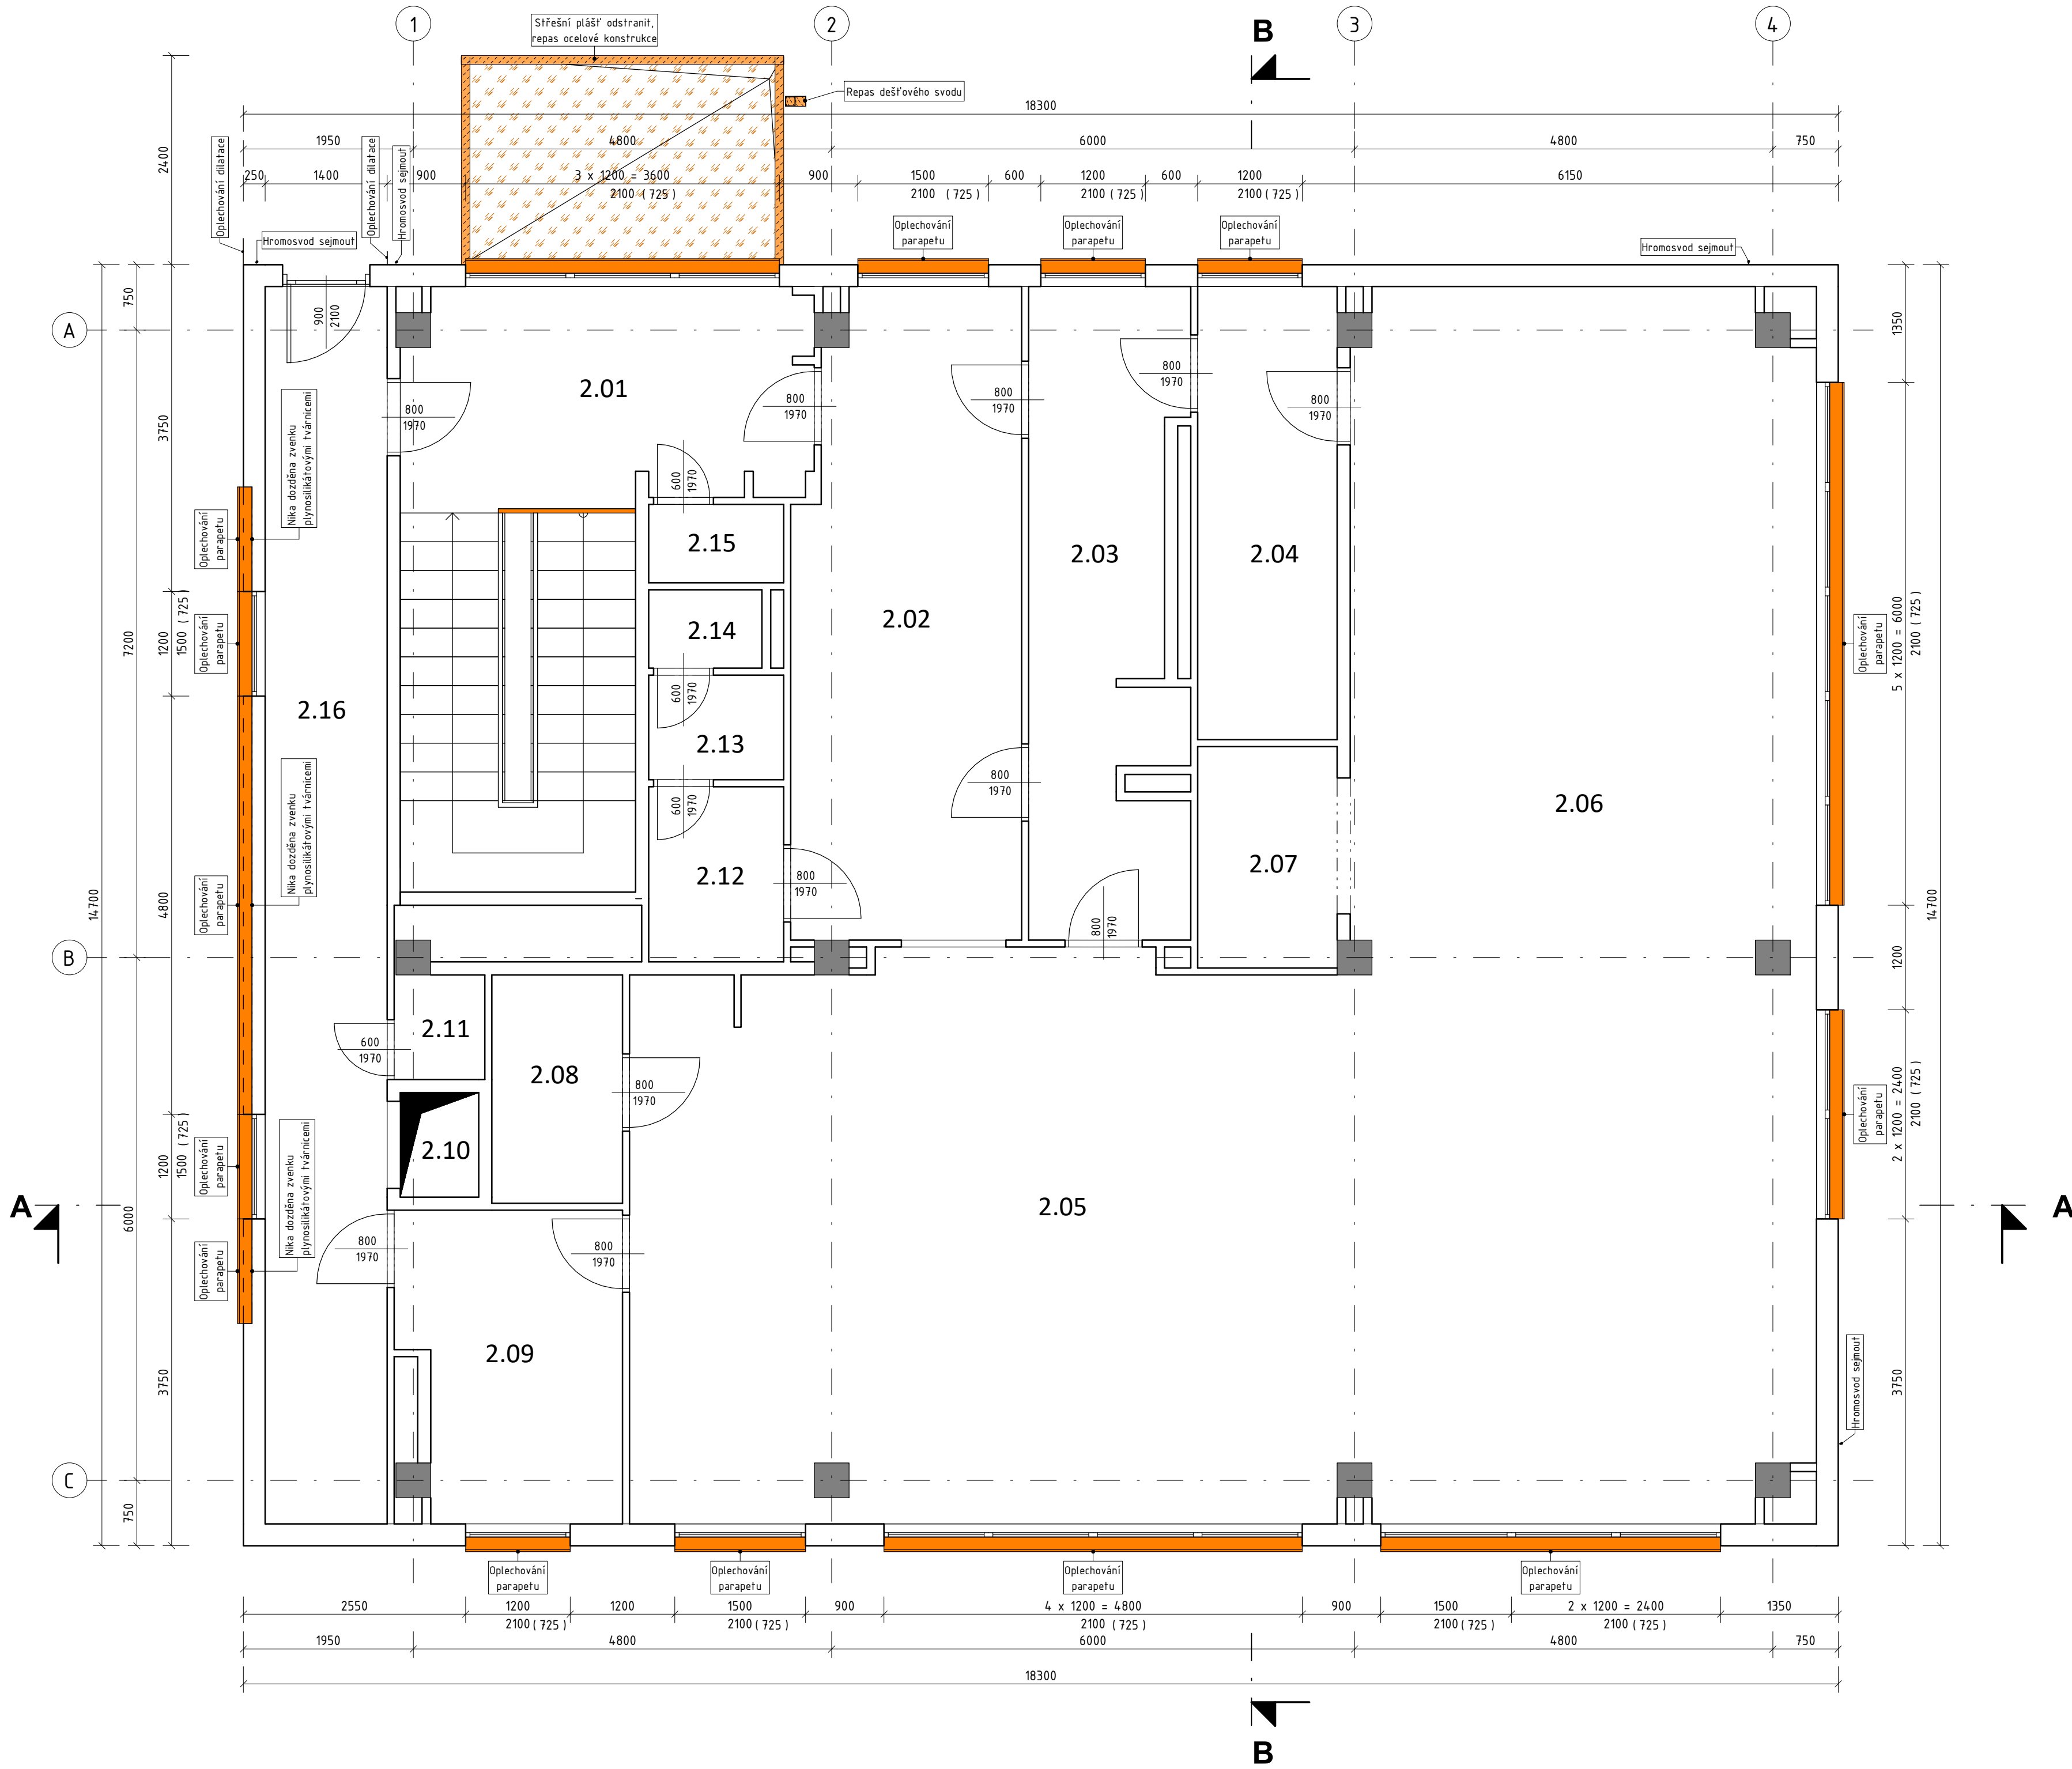 1
2
B
3
4
Střešní plášť odstranit,
repas ocelové konstrukce
Repas dešťového svodu
18300
2400
1950
4800
6000
4800
750
Oplechování dilatace
Oplechování dilatace
Hromosvod sejmout
250
1400
900
3 x 1200 = 3600
2100 (725)
900
1500
2100 (725)
600
1200
2100 (725)
600
1200
2100 (725)
6150
Oplechování
parapetu
Oplechování
parapetu
Oplechování
parapetu
Hromosvod sejmout
Hromosvod sejmout
A
750
900
2100
1350
2.01
800
1970
800
1970
800
1970
800
1970
800
1970
3750
Nika dozděna zvenku
plynosilikátovými tvárnicemi
600
1970
Oplechování
parapetu
2.15
2.03
2.04
2.02
2.14
7200
1200
1500 (725)
Oplechování
parapetu
600
1970
Oplechování
parapetu
5 x 1200 = 6000
2100 (725)
2.16
2.13
800
1970
2.06
600
1970
Nika dozděna zvenku
plynosilikátovými tvárnicemi
14700
4800
Oplechování
parapetu
2.12
800
1970
2.07
800
1970
14700
B
1200
2.11
600
1970
2.08
800
1970
2.10
1200
1500 (725)
Oplechování
parapetu
Nika dozděna zvenku
plynosilikátovými tvárnicemi
Oplechování
parapetu
2 x 1200 = 2400
2100 (725)
A
A
6000
2.05
800
1970
800
1970
Oplechování
parapetu
2.09
3750
3750
Hromosvod sejmout
C
750
Oplechování
parapetu
Oplechování
parapetu
Oplechování
parapetu
Oplechování
parapetu
2550
1200
2100 (725)
1200
1500
2100 (725)
900
4 x 1200 = 4800
2100 (725)
900
1500
2100 (725)
2 x 1200 = 2400
2100 (725)
1350
1950
4800
6000
4800
750
18300
B